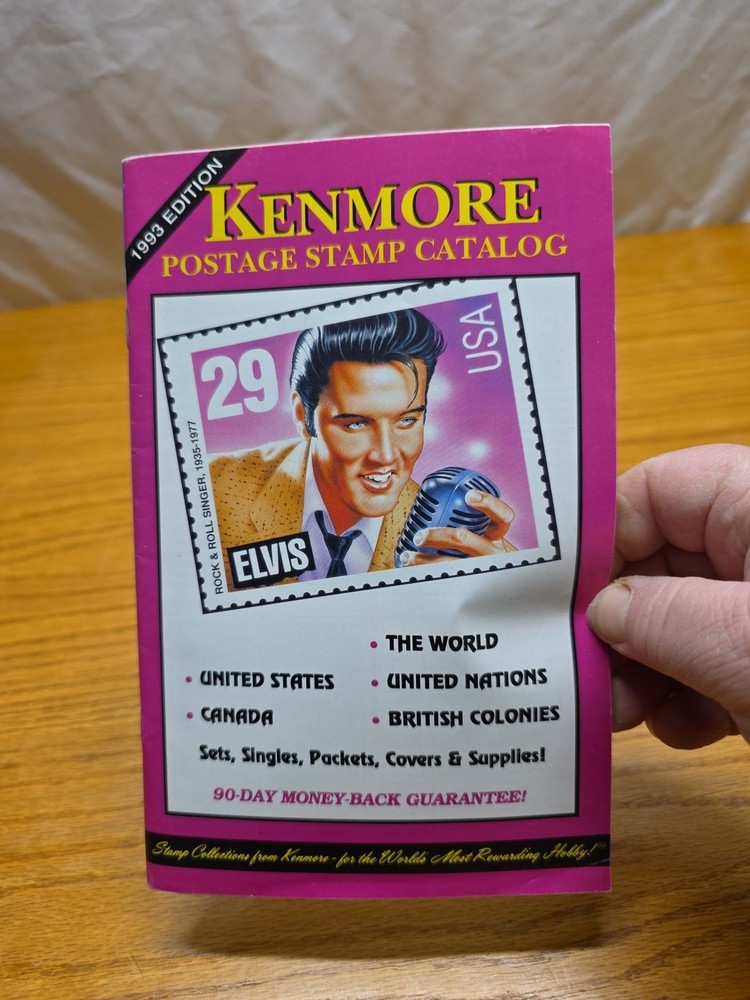 1993 EDITION
KENMORE
POSTAGE STAMP CATALOG
29
USA
ROCK & ROLL SINGER, 1935-1977
ELVIS
• THE WORLD
• UNITED STATES
• UNITED NATIONS
• CANADA
• BRITISH COLONIES
Sets, Singles, Packets, Covers & Supplies!
90-DAY MONEY-BACK GUARANTEE!
Stamp Collections from Kenmore - for the Worlds Most Rewarding Hobby!